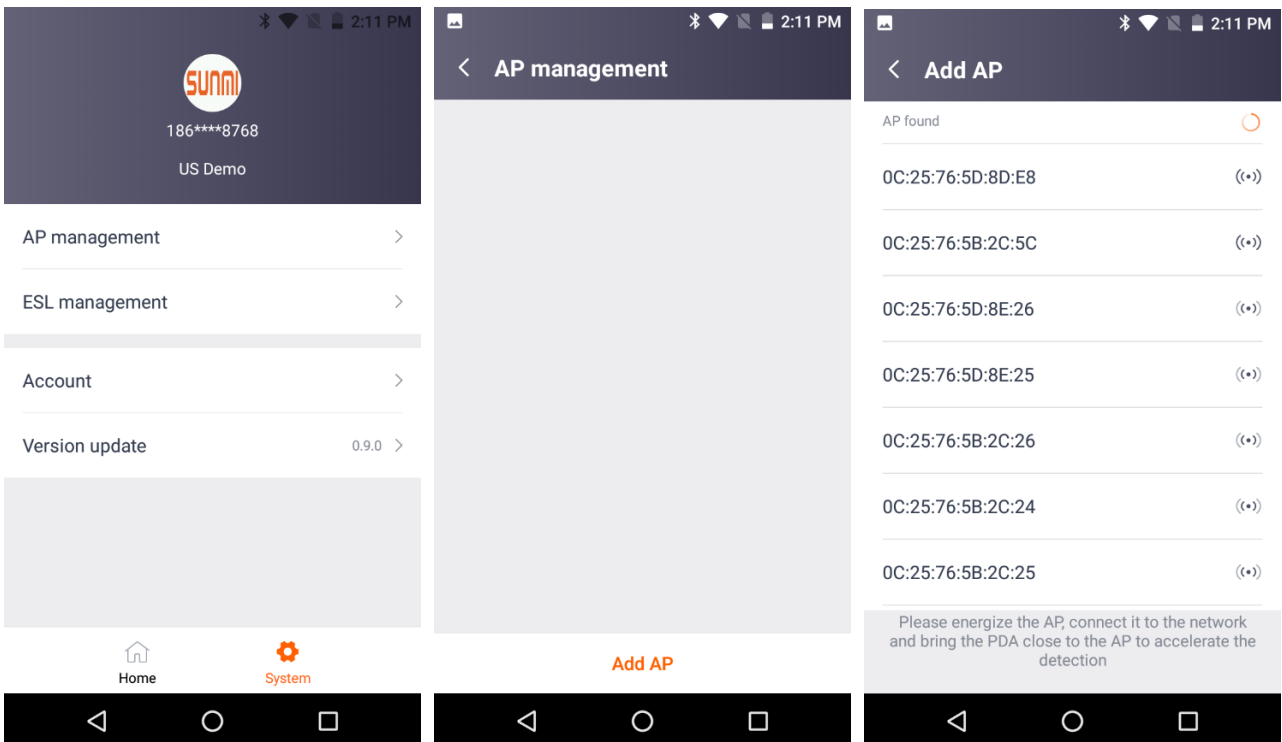 2:11 PM
sunmi
186****8768
US Demo
AP management
ESL management
Account
Version update 0.9.0
Home System
2:11 PM
AP management
Add AP
2:11 PM
Add AP
AP found
0C:25:76:5D:8D:E8
0C:25:76:5B:2C:5C
0C:25:76:5D:8E:26
0C:25:76:5D:8E:25
0C:25:76:5B:2C:26
0C:25:76:5B:2C:24
0C:25:76:5B:2C:25
Please energize the AP, connect it to the network
and bring the PDA close to the AP to accelerate the
detection